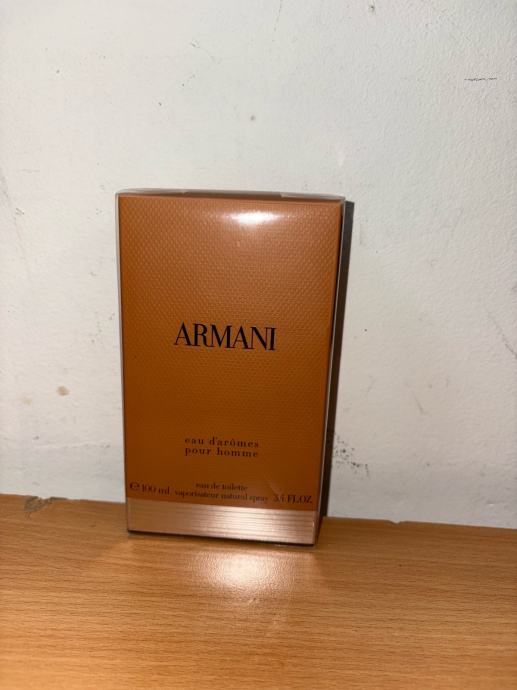 ARMANI
eau d'arômes
pour homme
eau de toilette
℮ 100 ml vaporisateur natural spray 3.4 FL.OZ